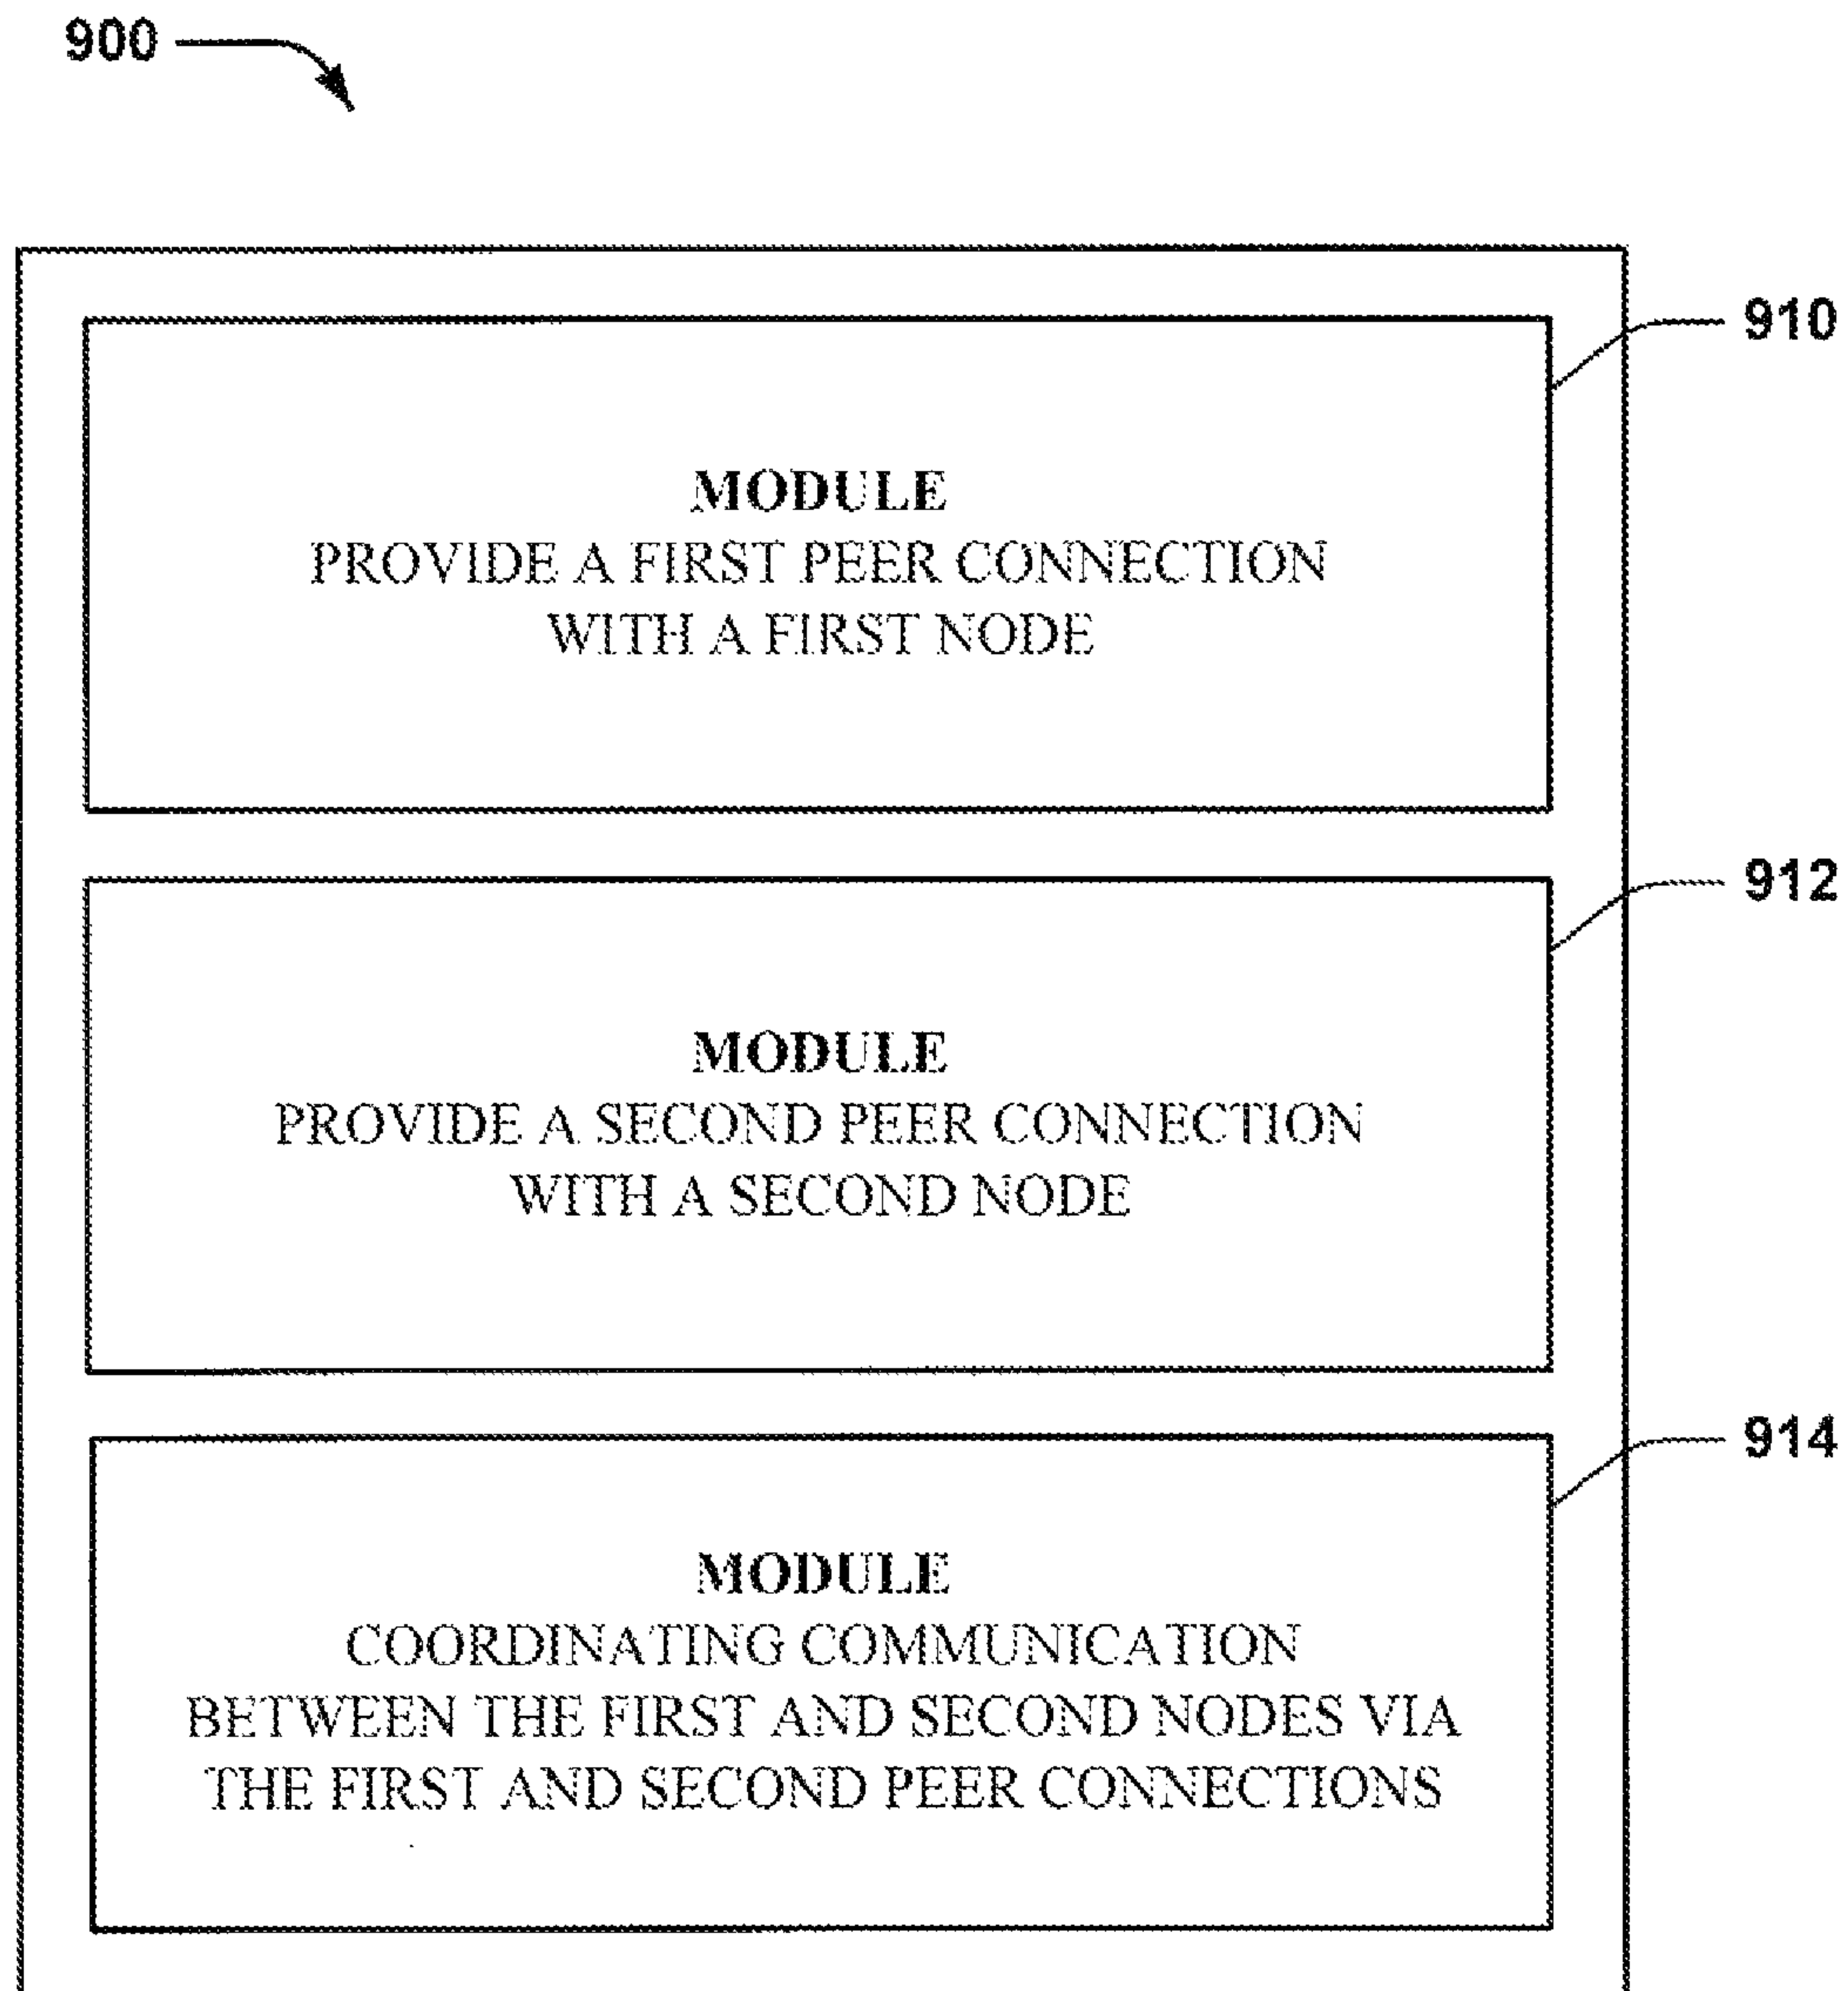 900
910
MODULE
PROVIDE A FIRST PEER CONNECTION
WITH A FIRST NODE
912
MODULE
PROVIDE A SECOND PEER CONNECTION
WITH A SECOND NODE
914
MODULE
COORDINATING COMMUNICATION
BETWEEN THE FIRST AND SECOND NODES VIA
THE FIRST AND SECOND PEER CONNECTIONS